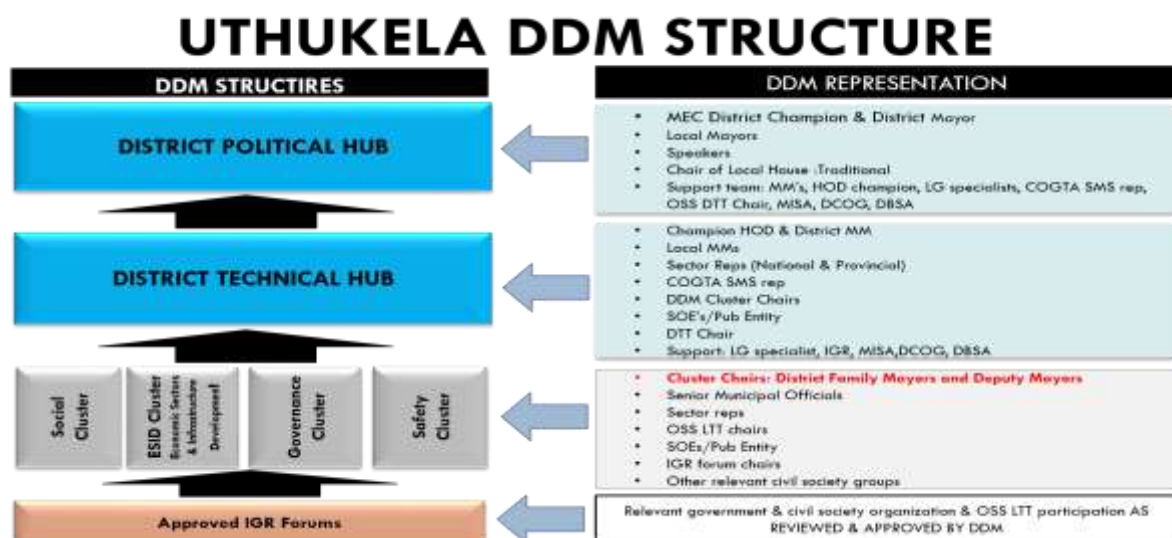 UTHUKELA DDM STRUCTURE
DDM STRUCTIRES
DISTRICT POLITICAL HUB
DISTRICT TECHNICAL HUB
Social
Cluster
ESID Cluster
Economic Sectors
& Infrastructure
Development
Governance
Cluster
Safety
Cluster
Approved IGR Forums
DDM REPRESENTATION
• MEC District Champion & District Mayor
• Local Mayors
• Speakers
• Chair of Local House -Traditional
• Support team: MM's, HOD champion, LG specialists, COGTA SMS rep,
OSS DTT Chair, MISA, DCOG, DBSA
• Champion HOD & District MM
• Local MMs
• Sector Reps (National & Provincial)
• COGTA SMS rep
• DDM Cluster Chairs
• SOE's/Pub Entity
• DTT Chair
• Support: LG specialist, IGR, MISA,DCOG, DBSA
• Cluster Chairs: District Family Mayors and Deputy Mayors
• Senior Municipal Officials
• Sector reps
• OSS LTT chairs
• SOEs/Pub Entity
• IGR forum chairs
• Other relevant civil society groups
Relevant government & civil society organization & OSS LTT participation AS
REVIEWED & APPROVED BY DDM